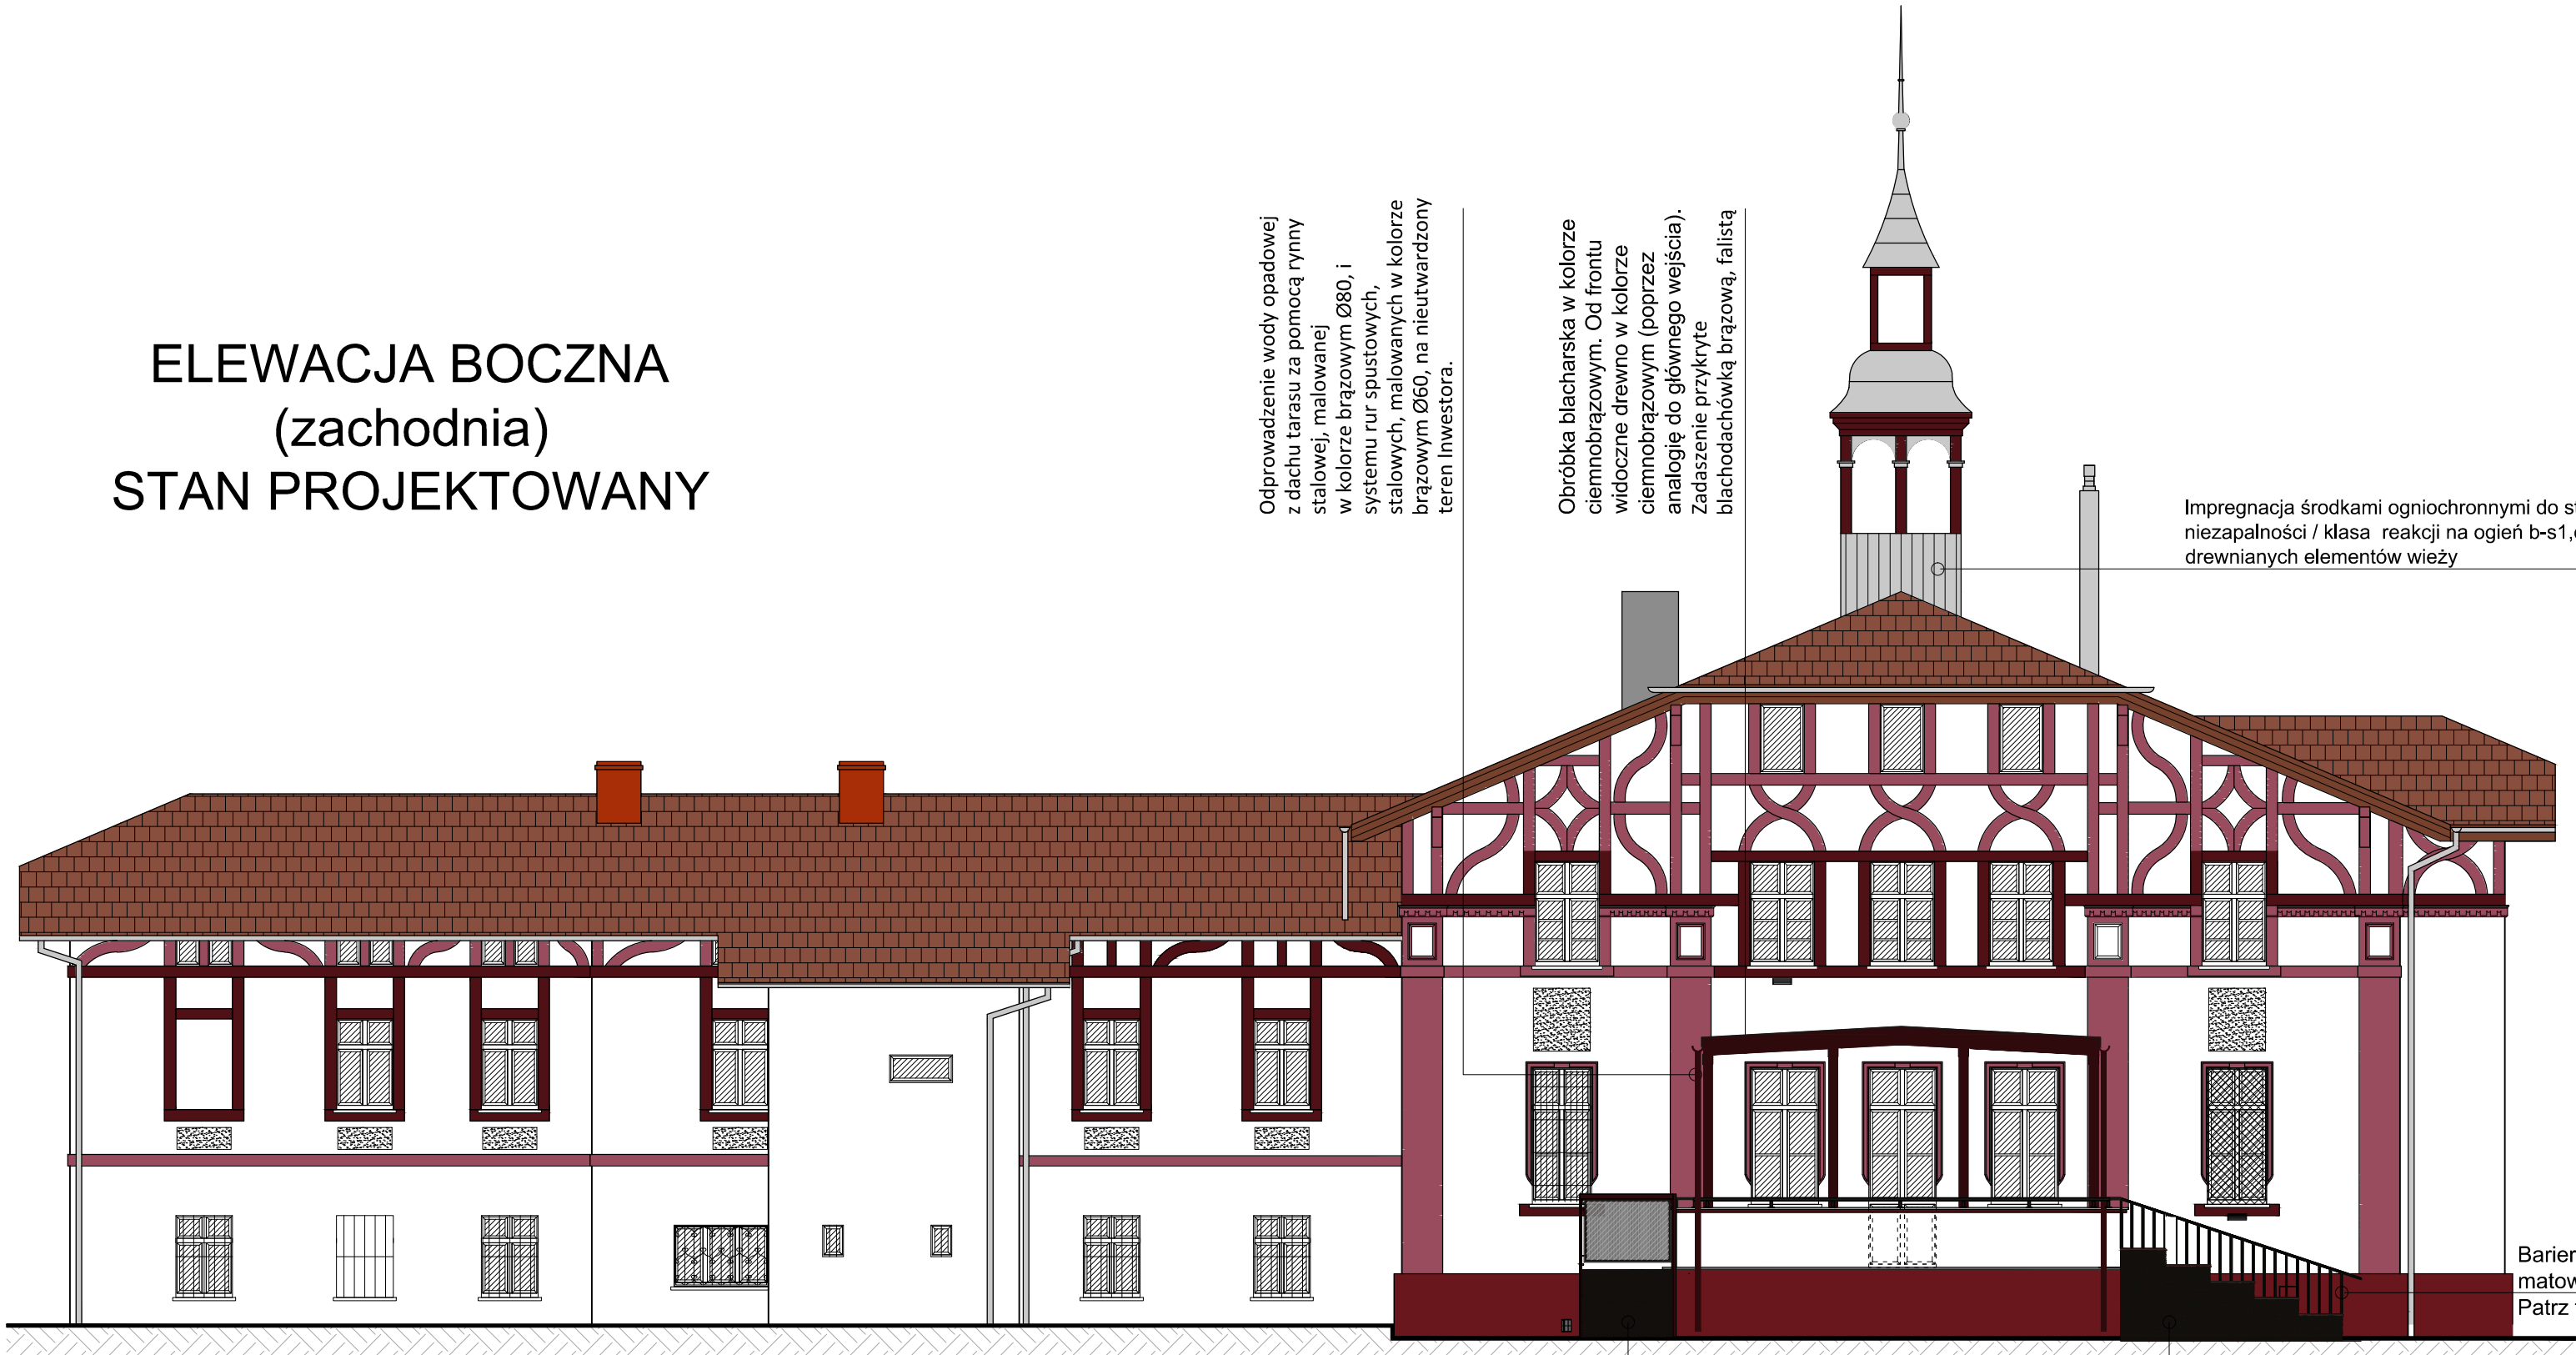 ELEWACJA BOCZNA
(zachodnia)
STAN PROJEKTOWANY
Odprowadzenie wody opadowej
z dachu tarasu za pomocą rynny
stalowej, malowanej
w kolorze brązowym Ø80, i
systemu rur spustowych,
stalowych, malowanych w kolorze
brązowym Ø60, na nieutwardzony
teren Inwestora.
Obróbka blacharska w kolorze
ciemnobrązowym. Od frontu
widoczne drewno w kolorze
ciemnobrązowym (poprzez
analogię do głównego wejścia).
Zadaszenie przykryte
blachodachówką brązową, falistą
Impregnacja środkami ogniochronnymi do
niezapalności / klasa reakcji na ogień b-s1,
drewnianych elementów wieży
Barier
matow
Patrz